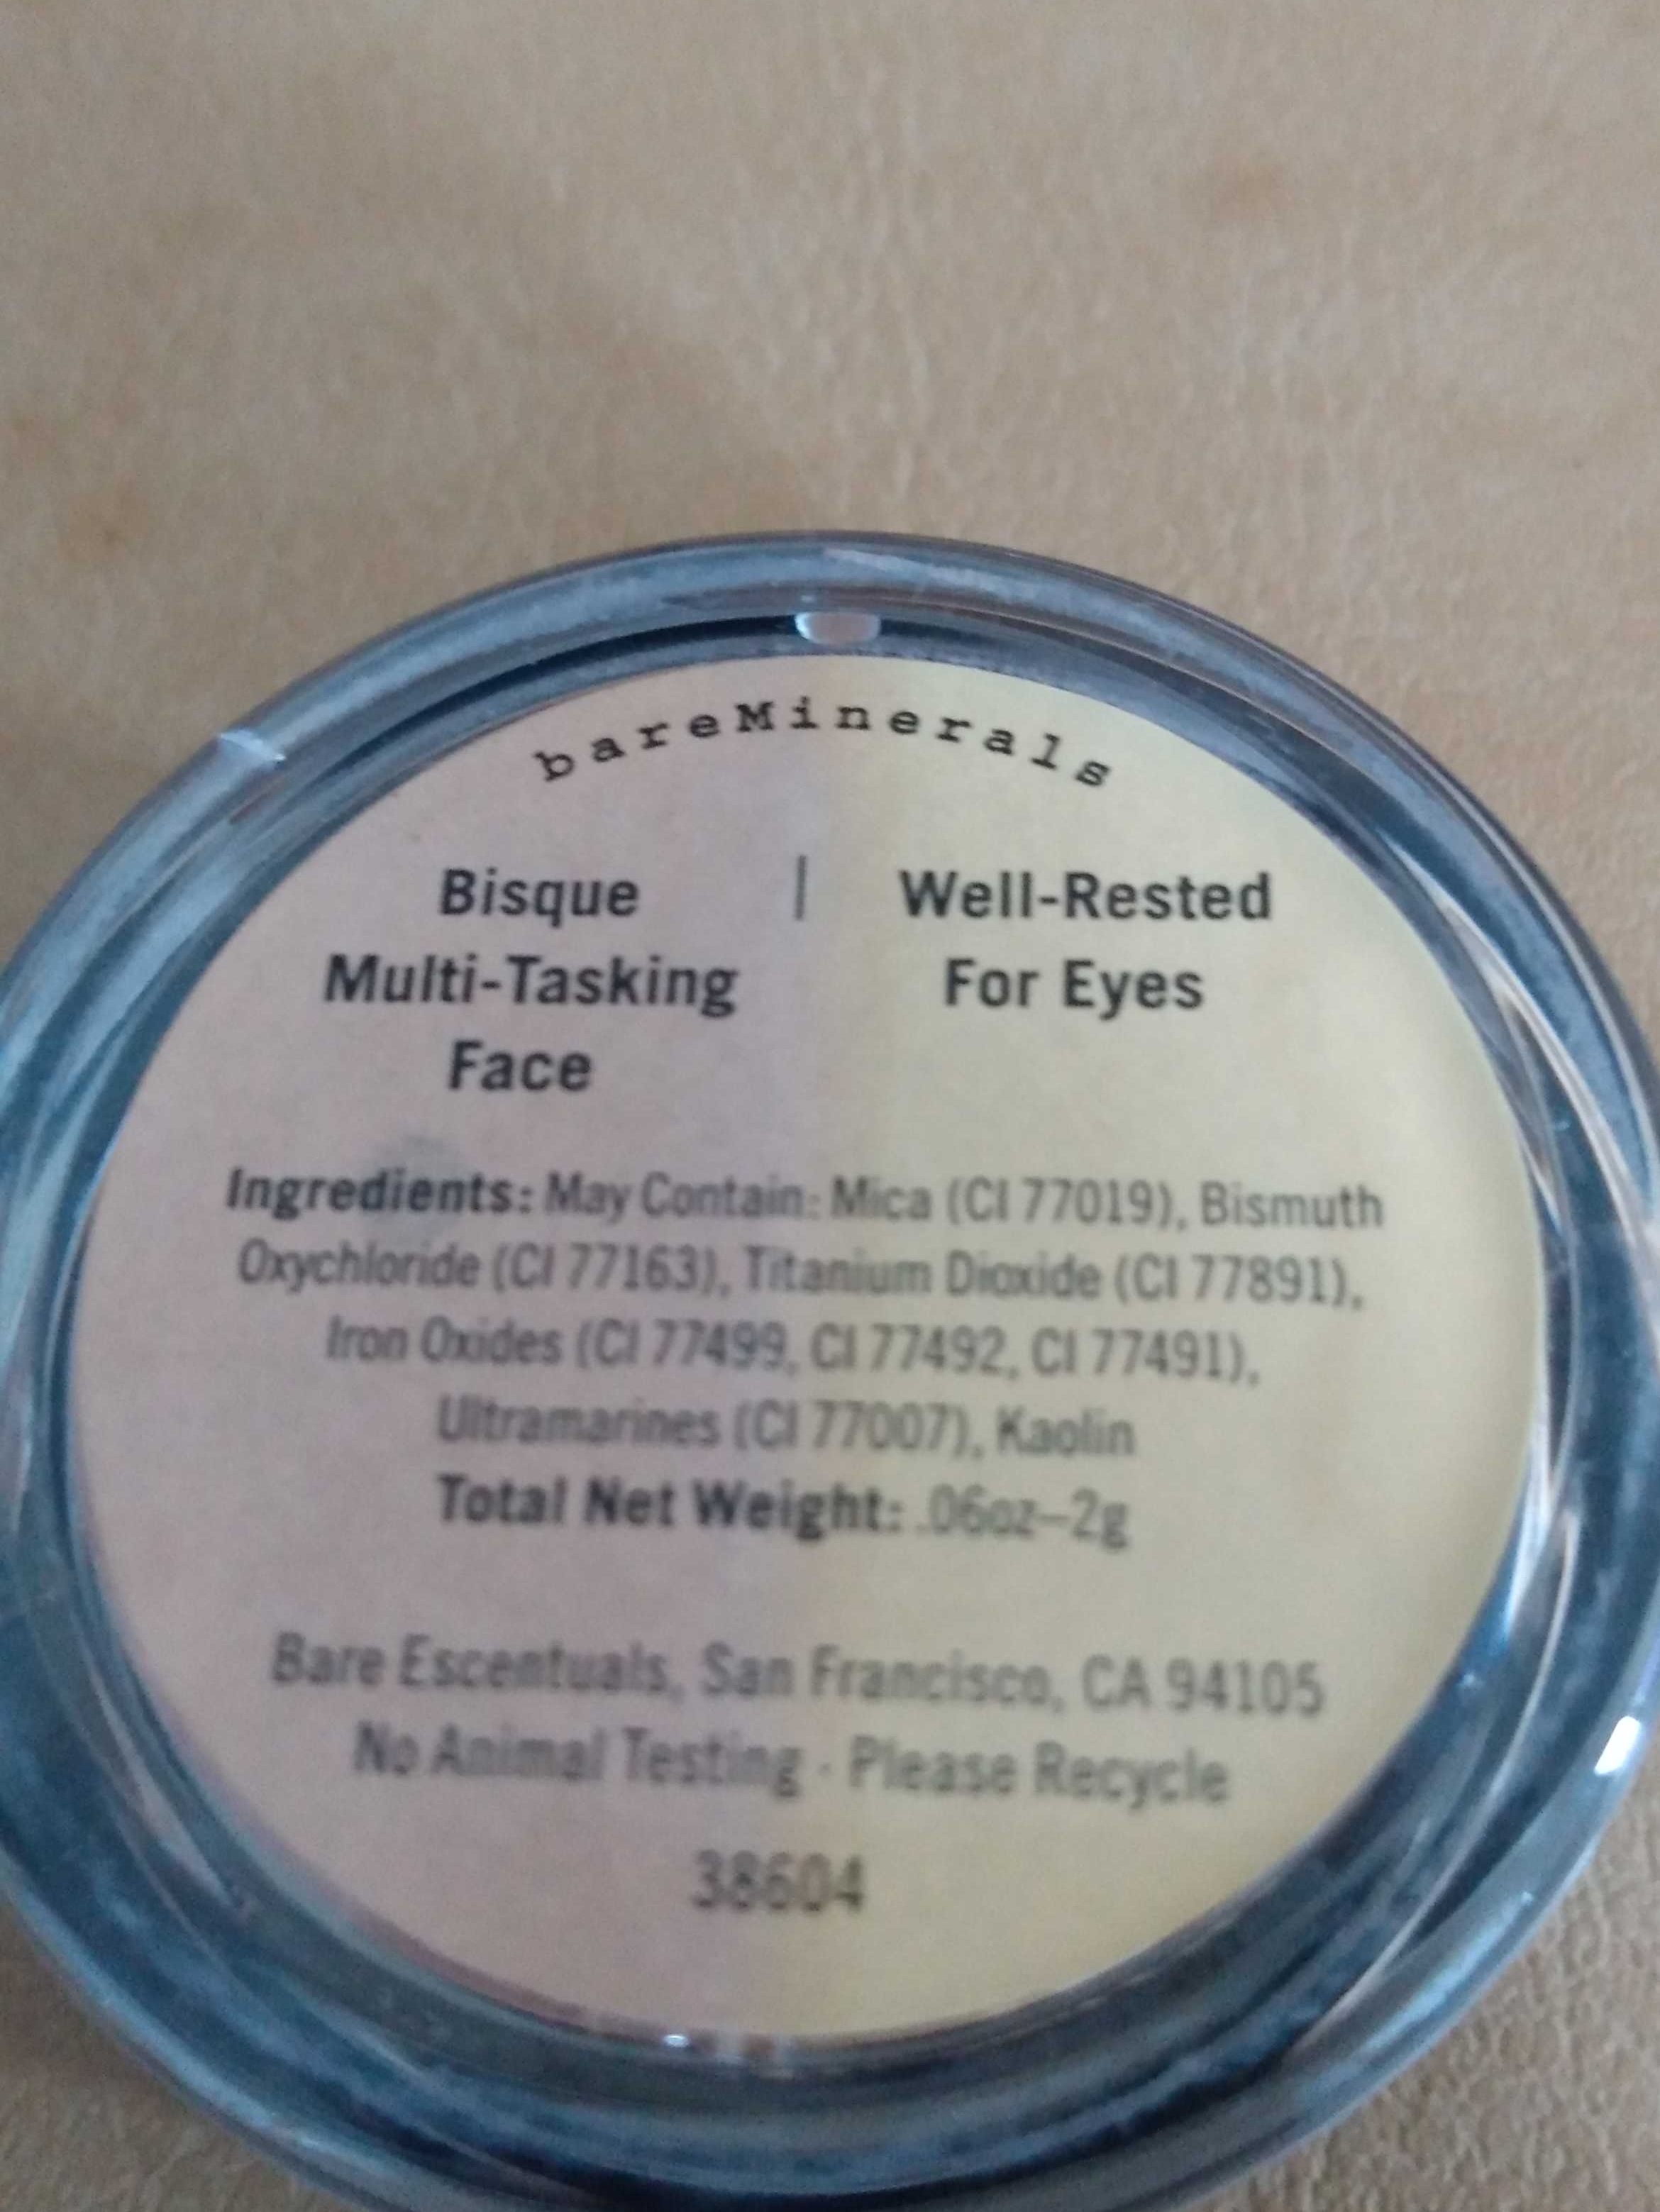 bareMinerals
Bisque | Well-Rested
Multi-Tasking For Eyes
Face
Ingredients: May Contain: Mica (CI 77019), Bismuth
Oxychloride (CI 77163), Titanium Dioxide (CI 77891),
Iron Oxides (CI 77499, CI 77492, CI 77491),
Ultramarines (CI 77007), Kaolin
Total Net Weight: .06oz–2g
Bare Escentuals, San Francisco, CA 94105
No Animal Testing · Please Recycle
38604